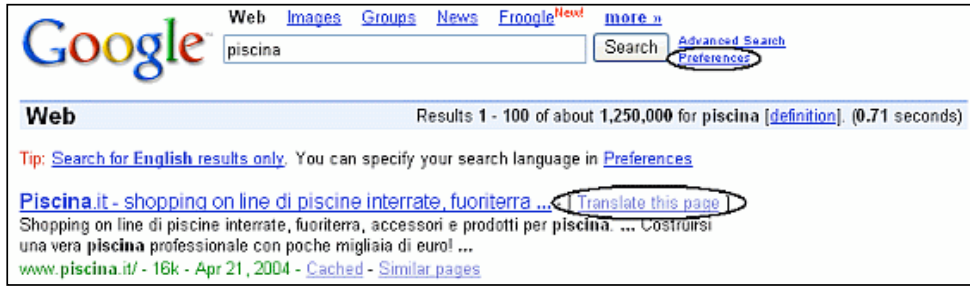 Web Images Groups News Froogle New! more »
Google
piscina Search Advanced Search
Preferences
Web Results 1 - 100 of about 1,250,000 for piscina [definition]. (0.71 seconds)
Tip: Search for English results only. You can specify your search language in Preferences
Piscina.it - shopping on line di piscine interrate, fuoriterra ... - [ Translate this page ]
Shopping on line di piscine interrate, fuoriterra, accessori e prodotti per piscina. ... Costruirsi
una vera piscina professionale con poche migliaia di euro! ...
www.piscina.it/ - 16k - Apr 21, 2004 - Cached - Similar pages